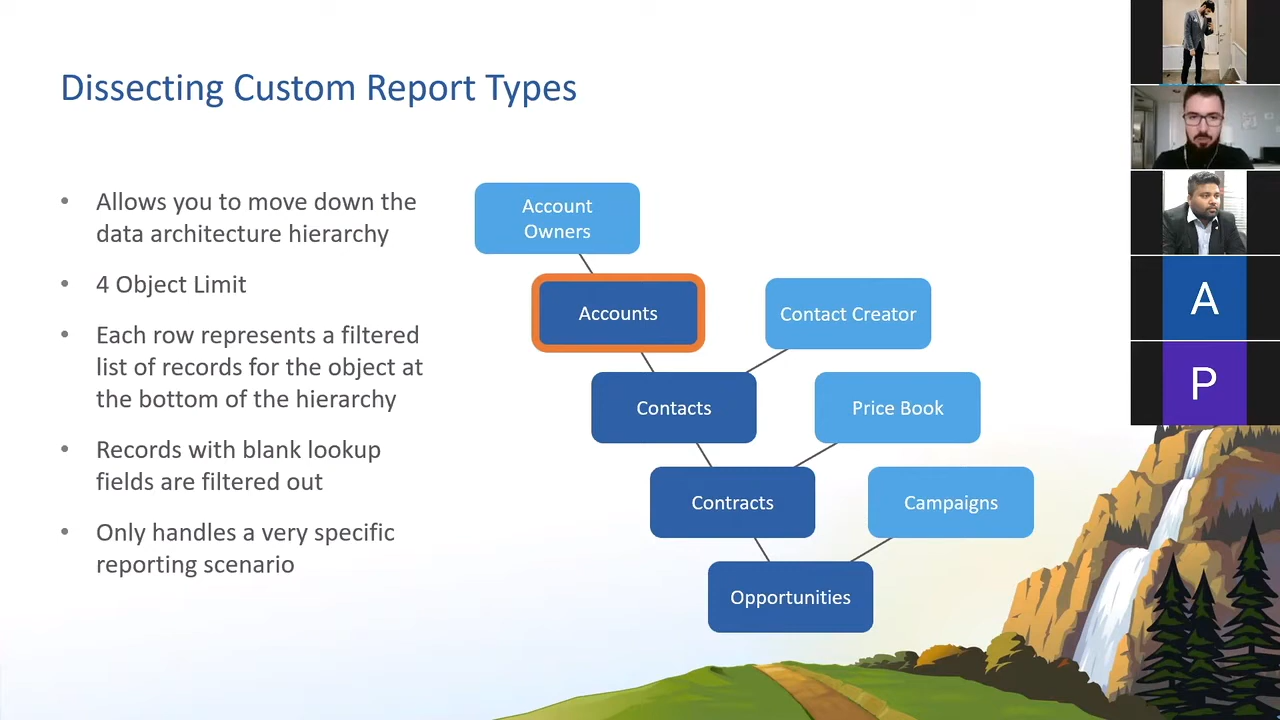 Dissecting Custom Report Types
• Allows you to move down the
data architecture hierarchy
• 4 Object Limit
• Each row represents a filtered
list of records for the object at
the bottom of the hierarchy
• Records with blank lookup
fields are filtered out
• Only handles a very specific
reporting scenario
Account
Owners
Accounts
Contact Creator
Contacts
Price Book
Contracts
Campaigns
Opportunities
A
P